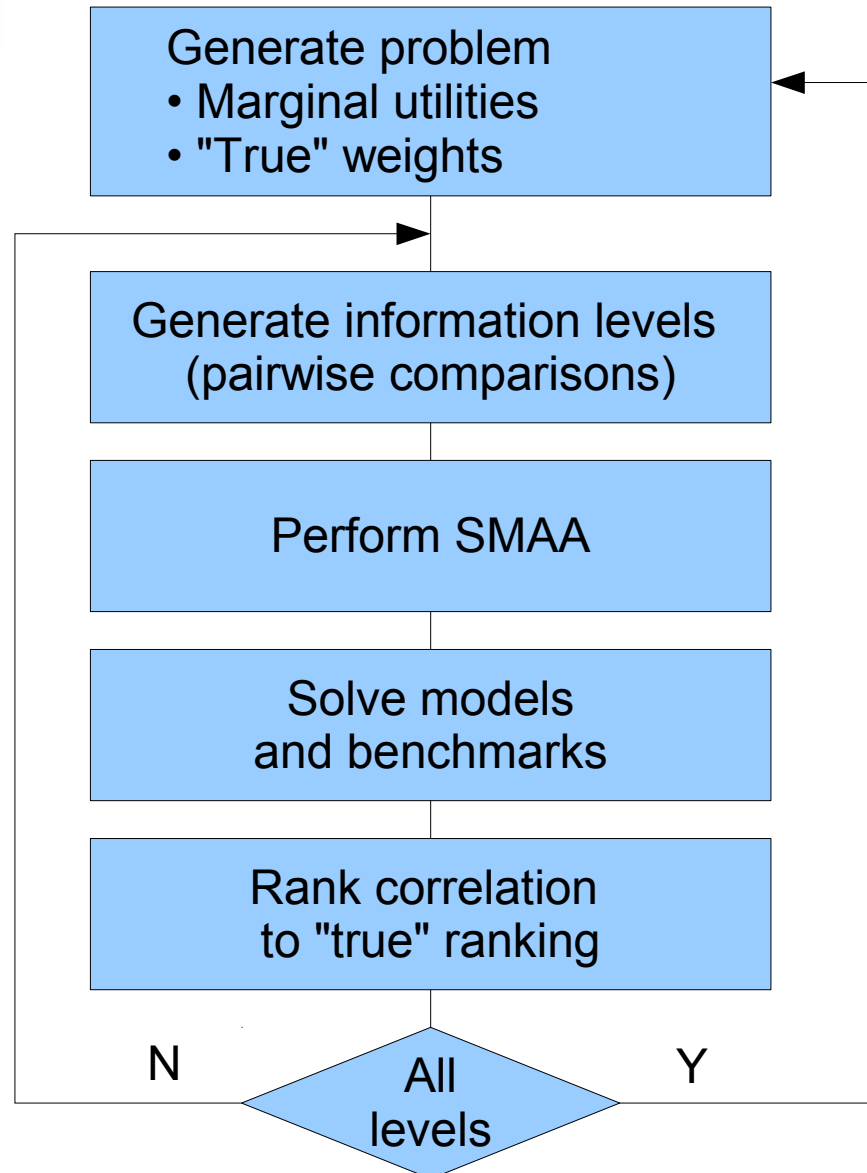 Generate problem
• Marginal utilities
• "True" weights
Generate information levels
(pairwise comparisons)
Perform SMAA
Solve models
and benchmarks
Rank correlation
to "true" ranking
N
Y
All
levels